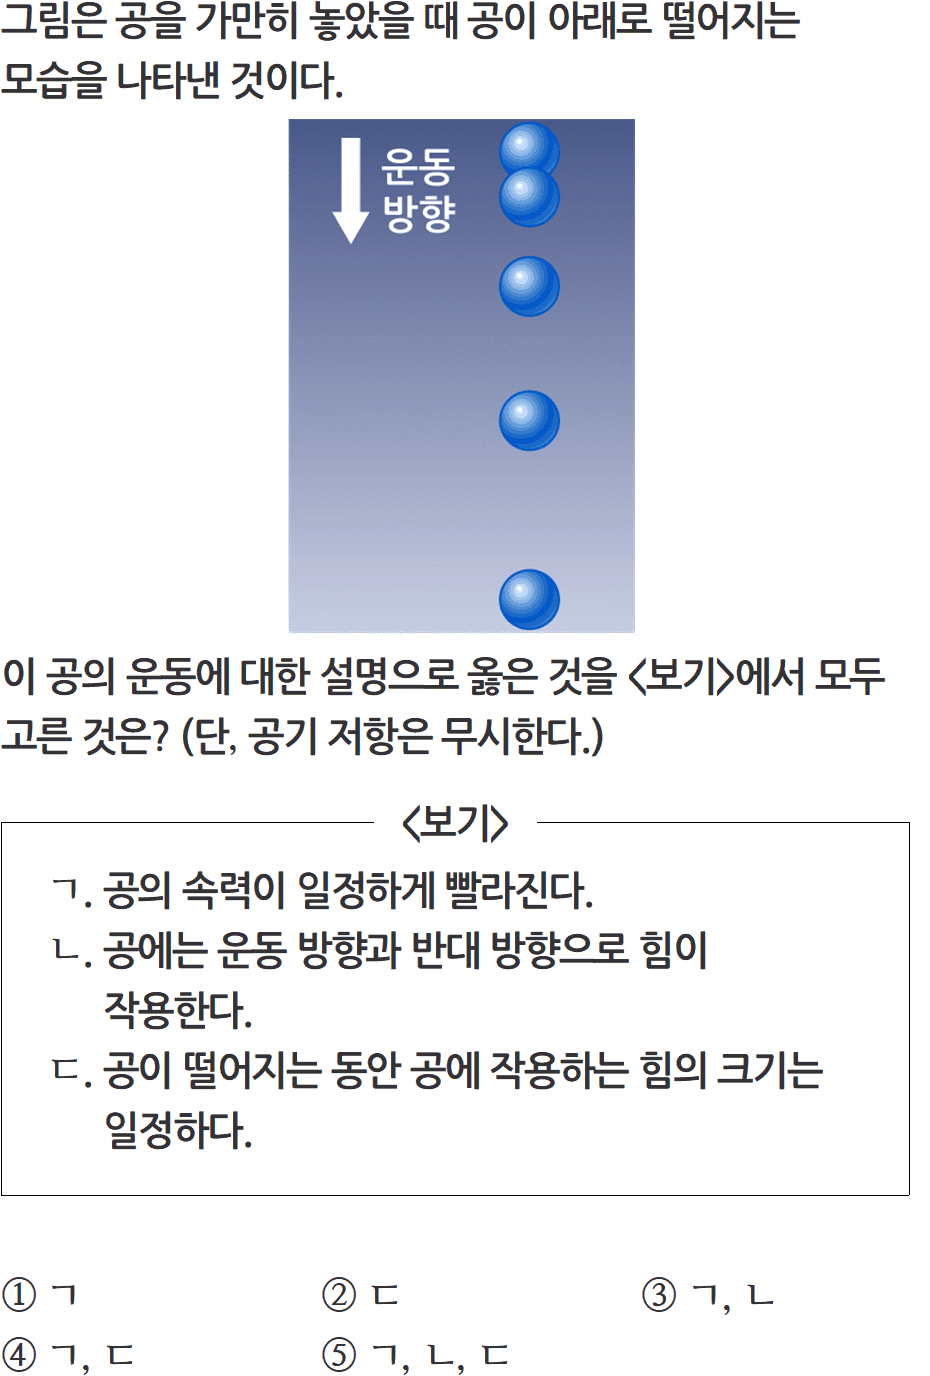 그림은 공을 가만히 놓았을 때 공이 아래로 떨어지는
모습을 나타낸 것이다.
운동
방향
이 공의 운동에 대한 설명으로 옳은 것을 <보기>에서 모두
고른 것은? (단, 공기 저항은 무시한다.)
<보기>
ㄱ. 공의 속력이 일정하게 빨라진다.
ㄴ. 공에는 운동 방향과 반대 방향으로 힘이
작용한다.
ㄷ. 공이 떨어지는 동안 공에 작용하는 힘의 크기는
일정하다.
① ㄱ ② ㄷ ③ ㄱ, ㄴ
④ ㄱ, ㄷ ⑤ ㄱ, ㄴ, ㄷ